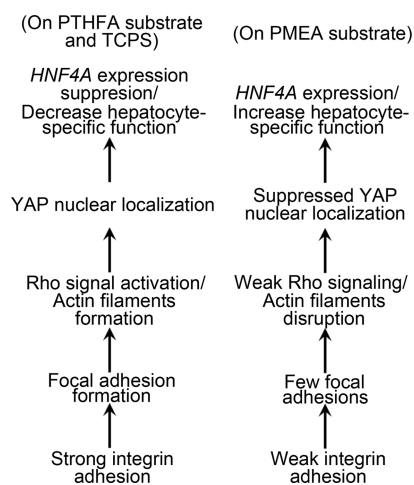 (On PTHFA substrate
and TCPS)
HNF4A expression
suppresion/
Decrease hepatocyte-
specific function
YAP nuclear localization
Rho signal activation/
Actin filaments
formation
Focal adhesion
formation
Strong integrin
adhesion
(On PMEA substrate)
HNF4A expression/
Increase hepatocyte-
specific function
Suppressed YAP
nuclear localization
Weak Rho signaling/
Actin filaments
disruption
Few focal
adhesions
Weak integrin
adhesion